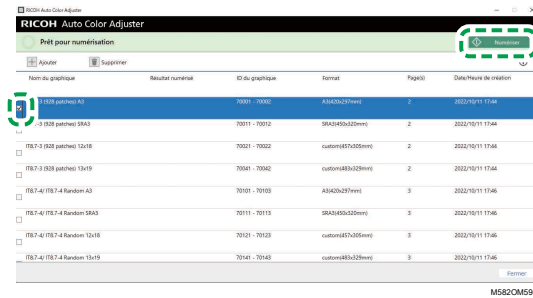 RICOH Auto Color Adjuster
RICOH Auto Color Adjuster
Prêt pour numérisation Numériser
Ajouter Supprimer
Nom du graphique Résultat numérisé ID du graphique Format Page(s) Date/Heure de création
(928 patches) A3 70001 - 70002 A3(420x297mm) 2 2022/10/11 17:44
-3 (928 patches) SRA3 70011 - 70012 SRA3(450x320mm) 2 2022/10/11 17:44
IT8.7-3 (928 patches) 12x18 70021 - 70022 custom(457x305mm) 2 2022/10/11 17:44
IT8.7-3 (928 patches) 13x19 70041 - 70042 custom(483x329mm) 2 2022/10/11 17:44
IT8.7-4/ IT8.7-4 Random A3 70101 - 70103 A3(420x297mm) 3 2022/10/11 17:46
IT8.7-4/ IT8.7-4 Random SRA3 70111 - 70113 SRA3(450x320mm) 3 2022/10/11 17:46
IT8.7-4/ IT8.7-4 Random 12x18 70121 - 70123 custom(457x305mm) 3 2022/10/11 17:46
IT8.7-4/ IT8.7-4 Random 13x19 70141 - 70143 custom(483x329mm) 3 2022/10/11 17:46
Fermer
M582OM59